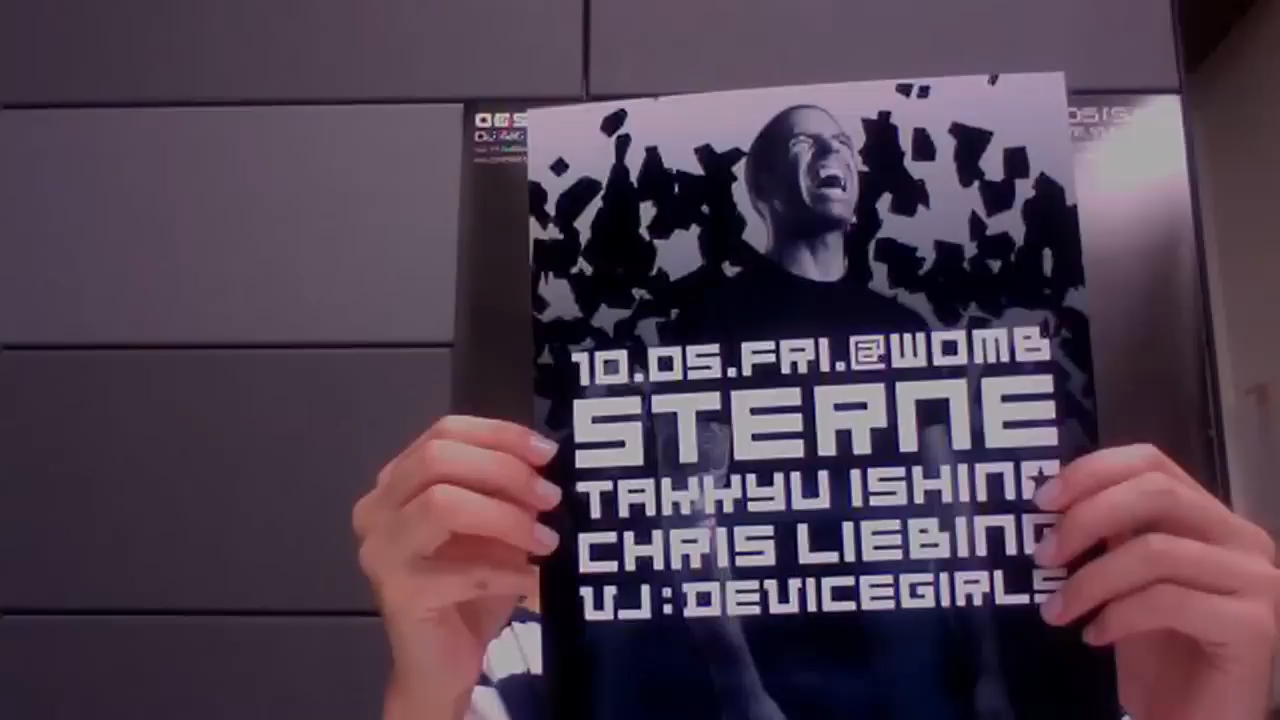 10.05.FRI.@WOMB
STERNE
TAKKYU ISHINO
CHRIS LIEBING
VJ:DEVICEGIRLS